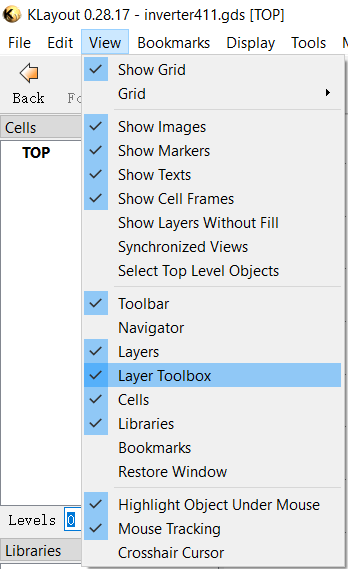 KLayout 0.28.17 - inverter411.gds [TOP]
File Edit View Bookmarks Display Tools
Back
Cells
TOP
Show Grid
Grid
Show Images
Show Markers
Show Texts
Show Cell Frames
Show Layers Without Fill
Synchronized Views
Select Top Level Objects
Toolbar
Navigator
Layers
Layer Toolbox
Cells
Libraries
Bookmarks
Restore Window
Highlight Object Under Mouse
Mouse Tracking
Crosshair Cursor
Levels 0
Libraries